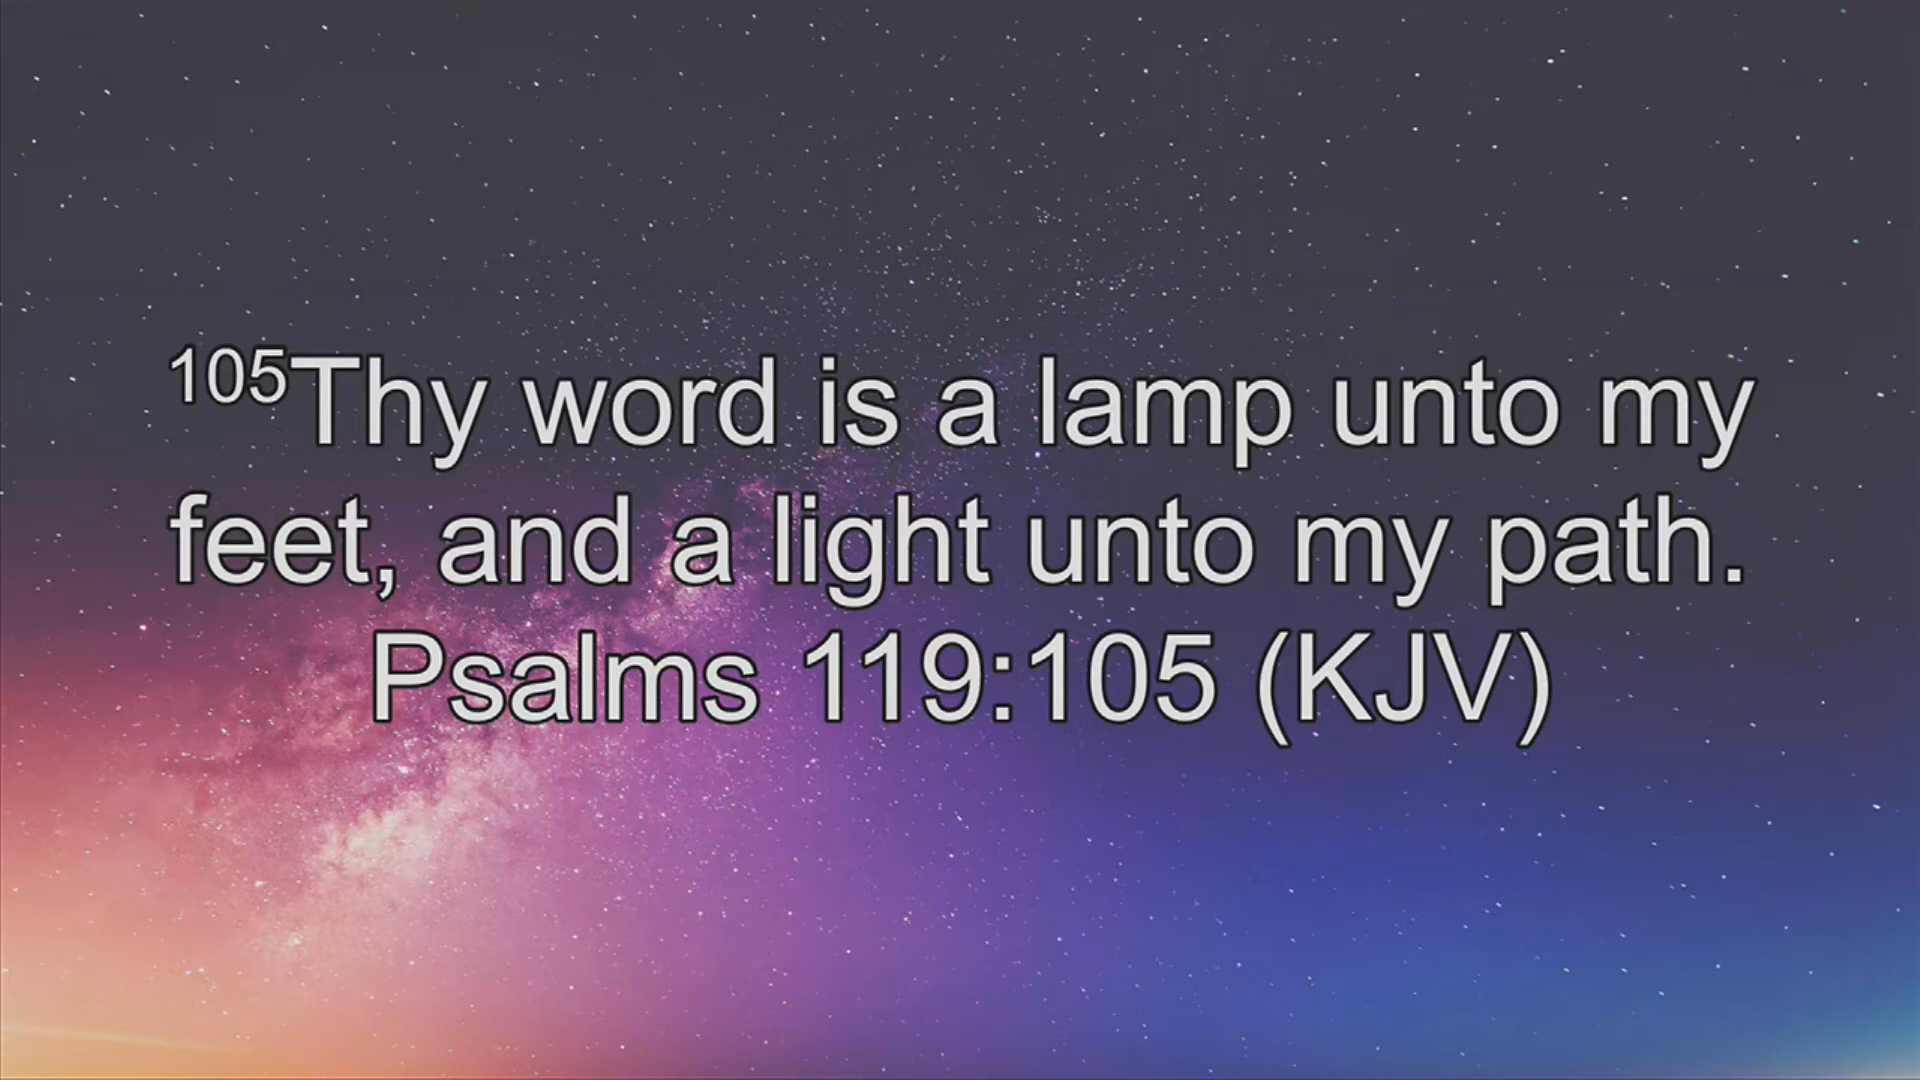 105Thy word is a lamp unto my
feet, and a light unto my path.
Psalms 119:105 (KJV)